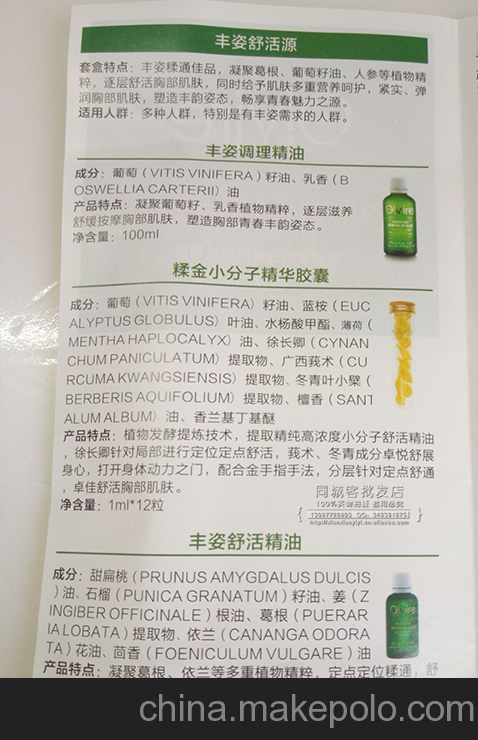 丰姿舒活源
套盒特点：丰姿糅通佳品，凝聚葛根、葡萄籽油、人参等植物精
粹，逐层舒活胸部肌肤，同时给予肌肤多重营养呵护，紧实、弹
润胸部肌肤，塑造丰韵姿态，畅享青春魅力之源。
适用人群：多种人群，特别是有丰姿需求的人群。
丰姿调理精油
成分：葡萄（VITIS VINIFERA）籽油、乳香（B
OSWELLIA CARTERII）油
产品特点：凝聚葡萄籽、乳香植物精粹，逐层滋养
舒缓按摩胸部肌肤，塑造胸部青春丰韵姿态。
净含量：100ml
糅金小分子精华胶囊
成分：葡萄（VITIS VINIFERA）籽油、蓝桉（EUC
ALYPTUS GLOBULUS）叶油、水杨酸甲酯、薄荷（
MENTHA HAPLOCALYX）油、徐长卿（CYNAN
CHUM PANICULATUM）提取物、广西莪术（CU
RCUMA KWANGSIENSIS）提取物、冬青叶小檗（
BERBERIS AQUIFOLIUM）提取物、檀香（SANT
ALUM ALBUM）油、香兰基丁基醚
产品特点：植物发酵提炼技术，提取精纯高浓度小分子舒活精油
，徐长卿针对局部进行定位定点舒活，莪术、冬青成分卓悦舒展
身心，打开身体动力之门，配合金手指手法，分层针对定点舒通
，卓佳舒活胸部肌肤。
净含量：1ml*12粒
同城客批发店
100%实物拍摄 盗图必究
丰姿舒活精油
成分：甜扁桃（PRUNUS AMYGDALUS DULCIS
）油、石榴（PUNICA GRANATUM）籽油、姜（Z
INGIBER OFFICINALE）根油、葛根（PUERAR
IA LOBATA）提取物、依兰（CANANGA ODORA
TA）花油、茴香（FOENICULUM VULGARE）油
产品特点：凝聚葛根、依兰等多重植物精粹，定点定位糅通，舒
china.makepolo.com